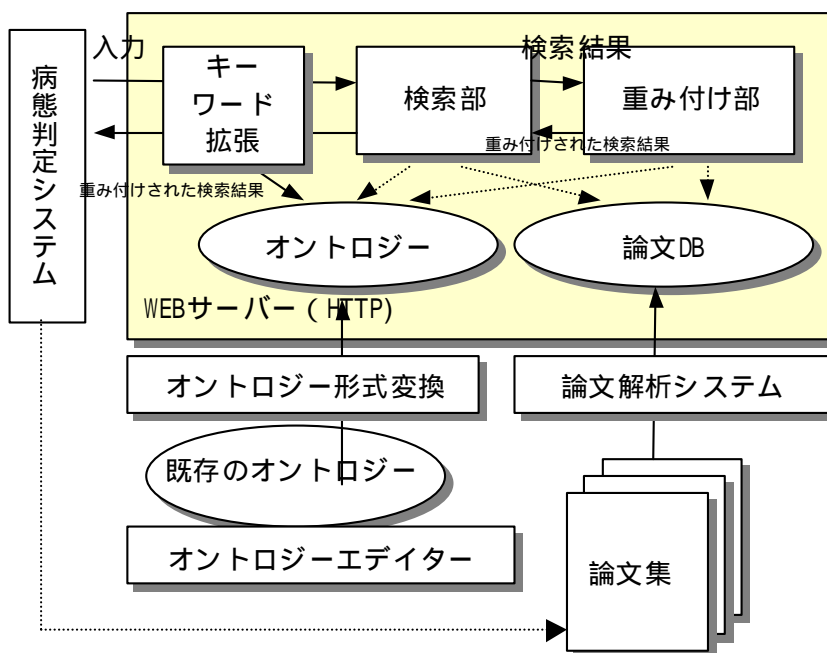 入力
検索結果
病態判定システム
キー
ワード
拡張
検索部
重み付け部
重み付けされた検索結果
重み付けされた検索結果
オントロジー
論文DB
WEBサーバー(HTTP)
オントロジー形式変換
論文解析システム
既存のオントロジー
オントロジーエデイター
論文集